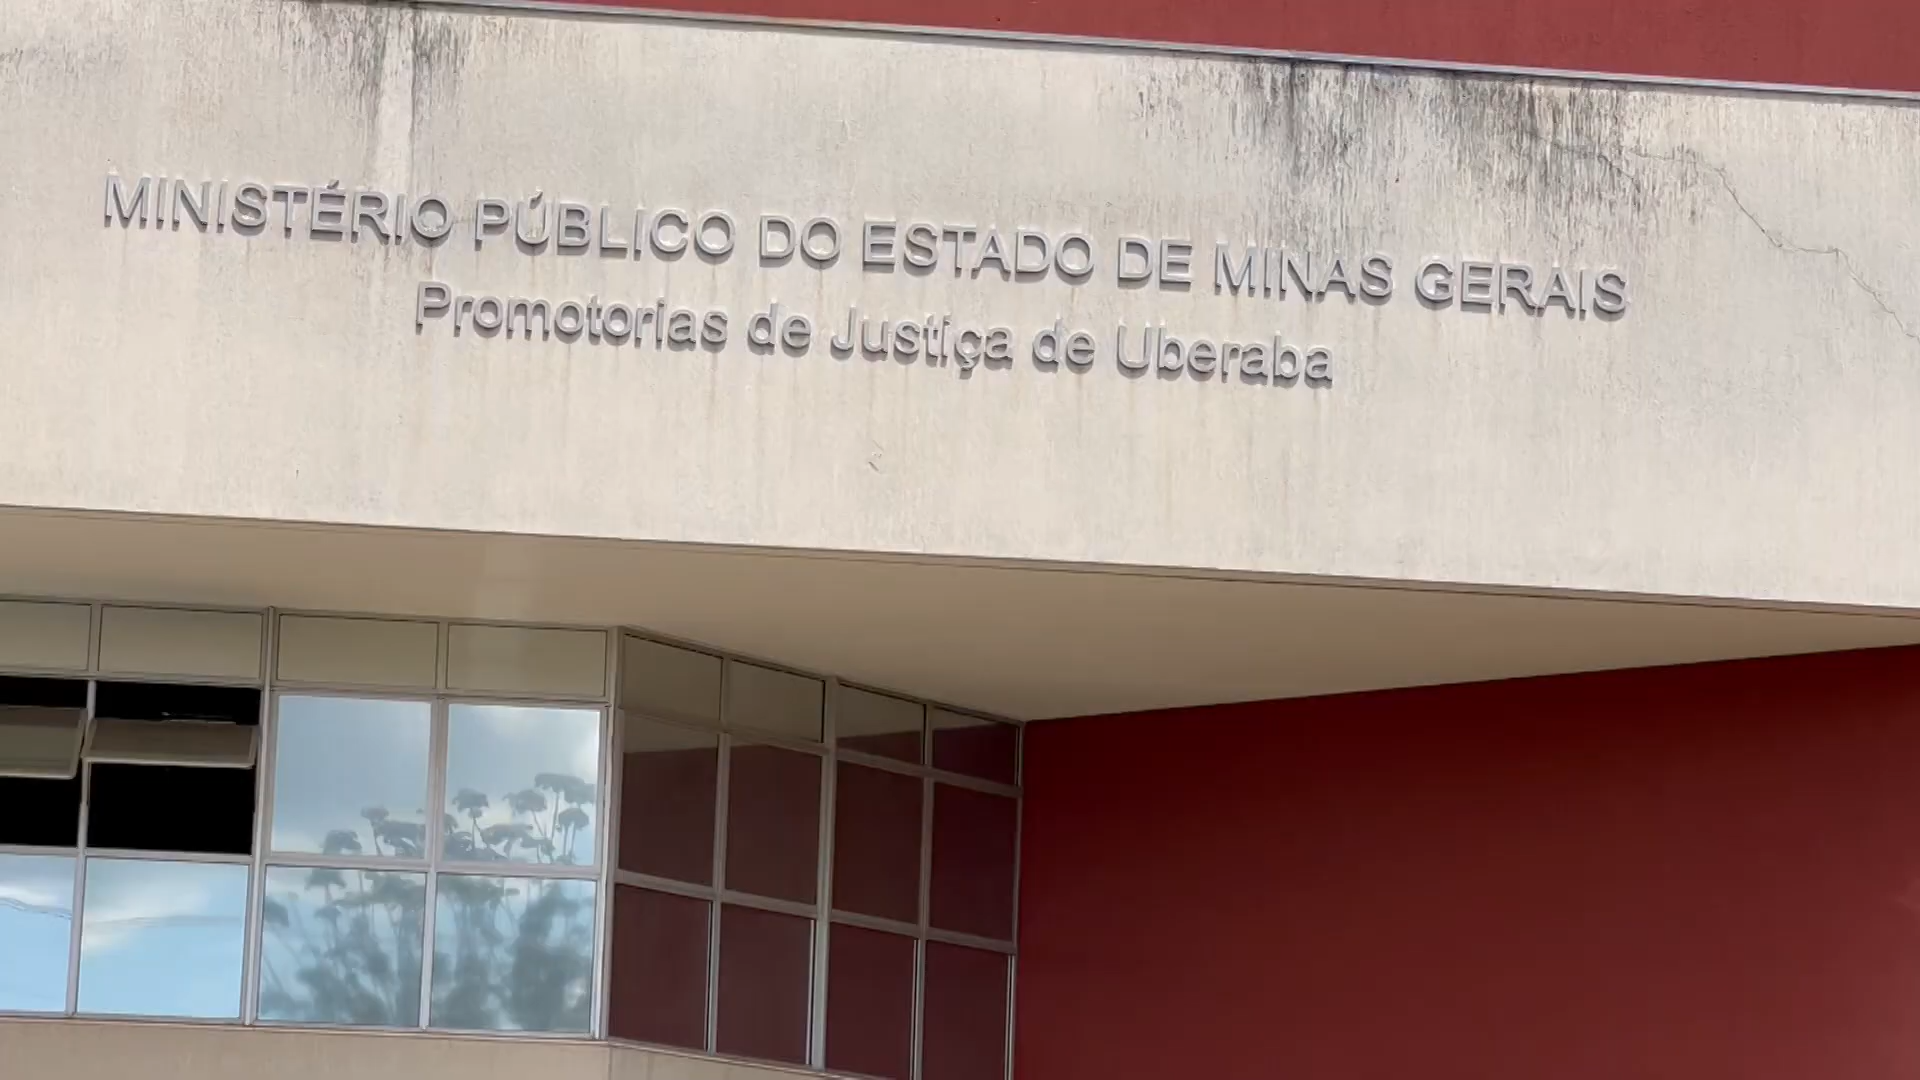 MINISTÉRIO PÚBLICO DO ESTADO DE MINAS GERAIS
Promotorias de Justiça de Uberaba